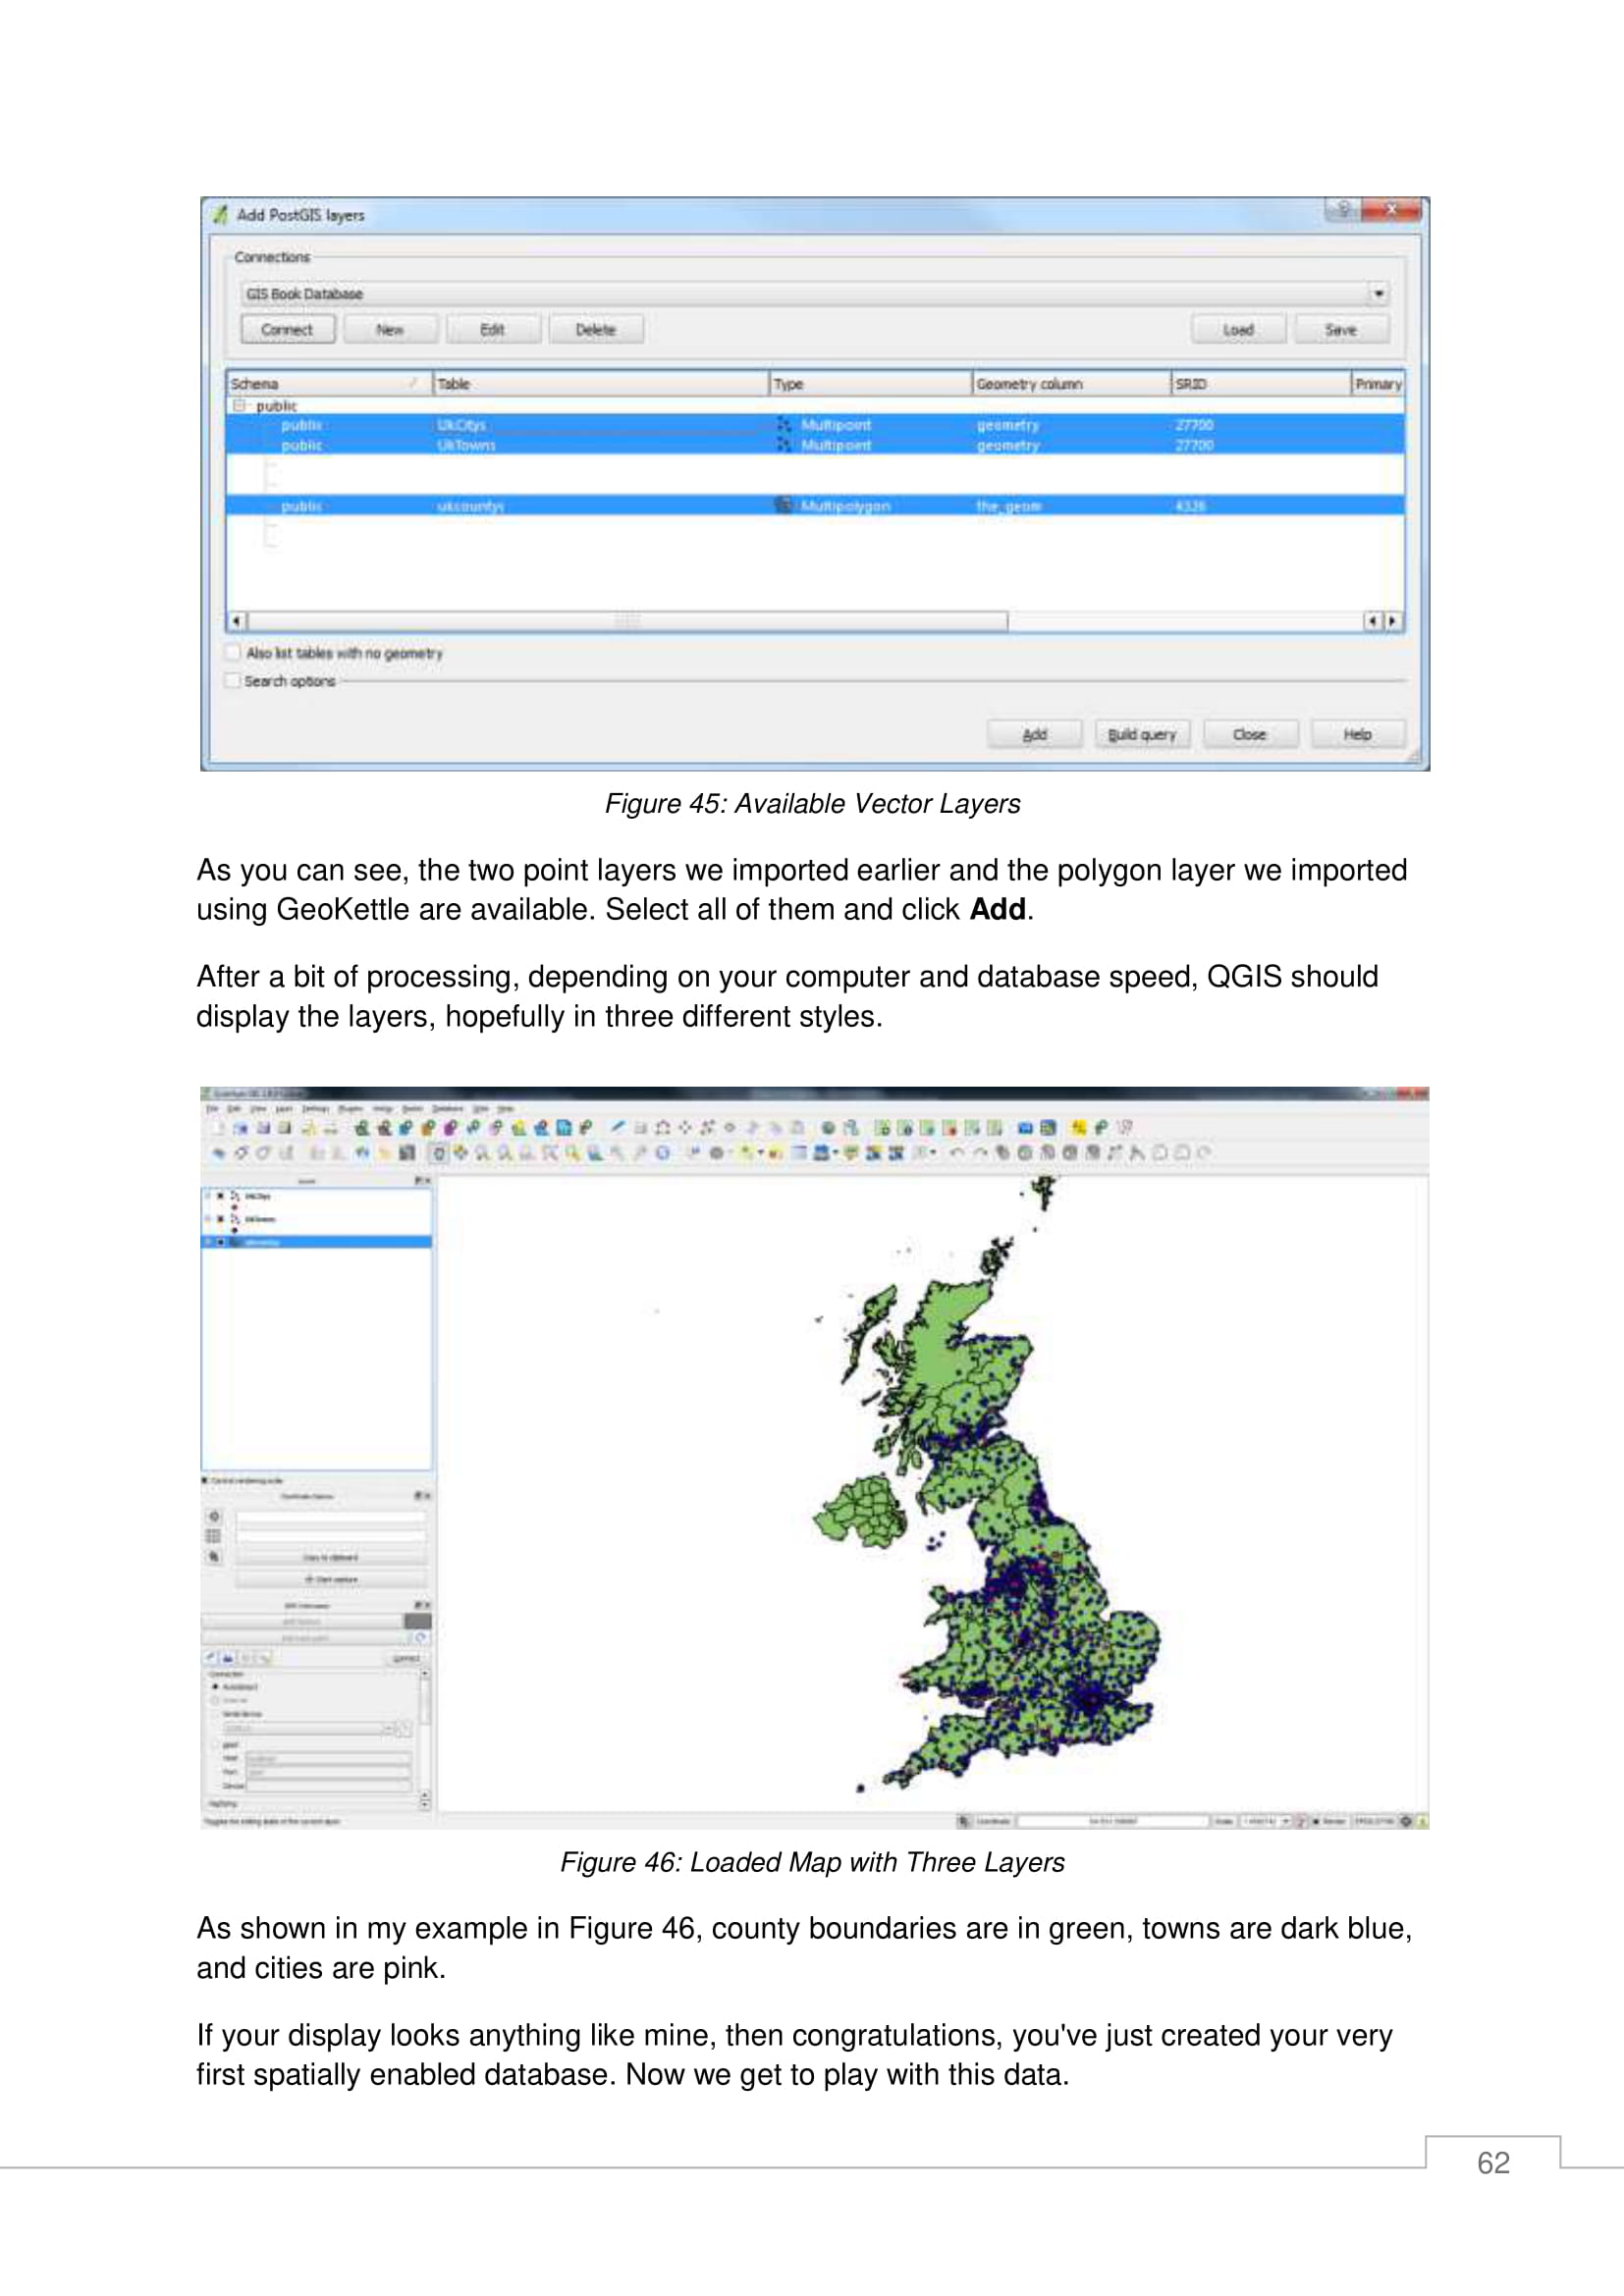 Add PostGIS layers
Connections
GIS Book Database
Connect New Edit Delete Load Save
Schema Table Type Geometry column SRID Primary
public
public UkCitys Multipoint geometry 27700
public UkTowns Multipoint geometry 27700
public ukcountys Multipolygon the_geom 4326
Also list tables with no geometry
Search options
Add Build query Close Help
Figure 45: Available Vector Layers
As you can see, the two point layers we imported earlier and the polygon layer we imported
using GeoKettle are available. Select all of them and click Add.
After a bit of processing, depending on your computer and database speed, QGIS should
display the layers, hopefully in three different styles.
Copy to clipboard
Start capture
Connect
Figure 46: Loaded Map with Three Layers
As shown in my example in Figure 46, county boundaries are in green, towns are dark blue,
and cities are pink.
If your display looks anything like mine, then congratulations, you've just created your very
first spatially enabled database. Now we get to play with this data.
62